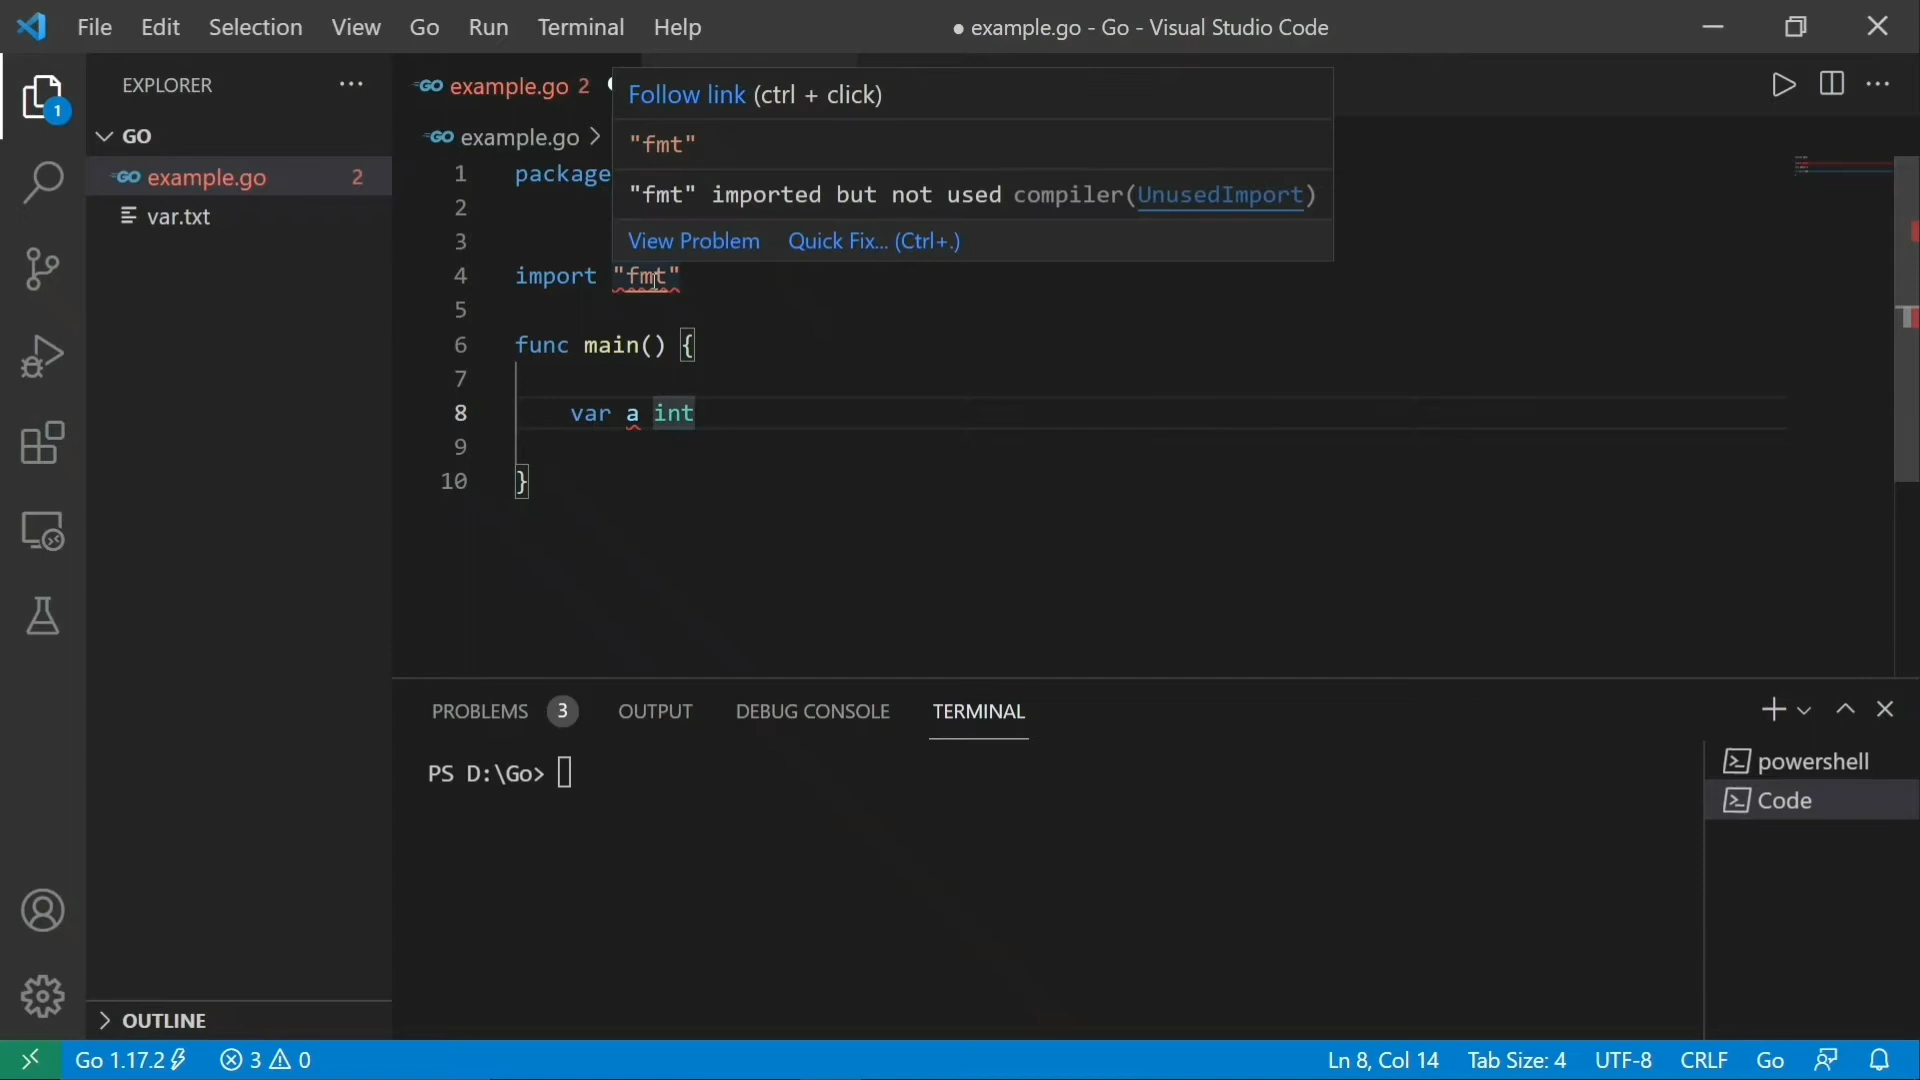 File Edit Selection View Go Run Terminal Help
● example.go - Go - Visual Studio Code
1
EXPLORER
GO
GO example.go 2
var.txt
OUTLINE
GO example.go 2
GO example.go >
Follow link (ctrl + click)
"fmt"
"fmt" imported but not used compiler(UnusedImport)
View Problem Quick Fix... (Ctrl+.)
1 package
2
3
4 import "fmt"
5
6 func main() {
7
8 var a int
9
10 }
PROBLEMS 3 OUTPUT DEBUG CONSOLE TERMINAL
PS D:\Go>
powershell
Code
Go 1.17.2 3 0
Ln 8, Col 14 Tab Size: 4 UTF-8 CRLF Go